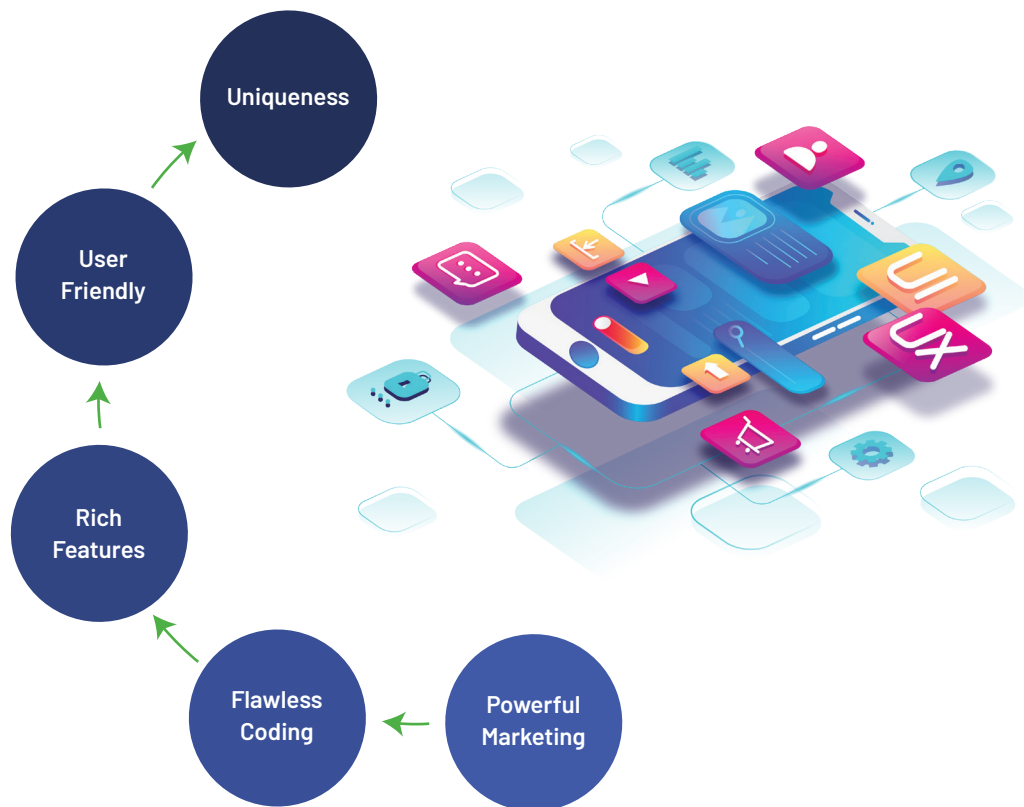 Uniqueness
User
Friendly
Rich
Features
Flawless
Coding
Powerful
Marketing
UI
UX